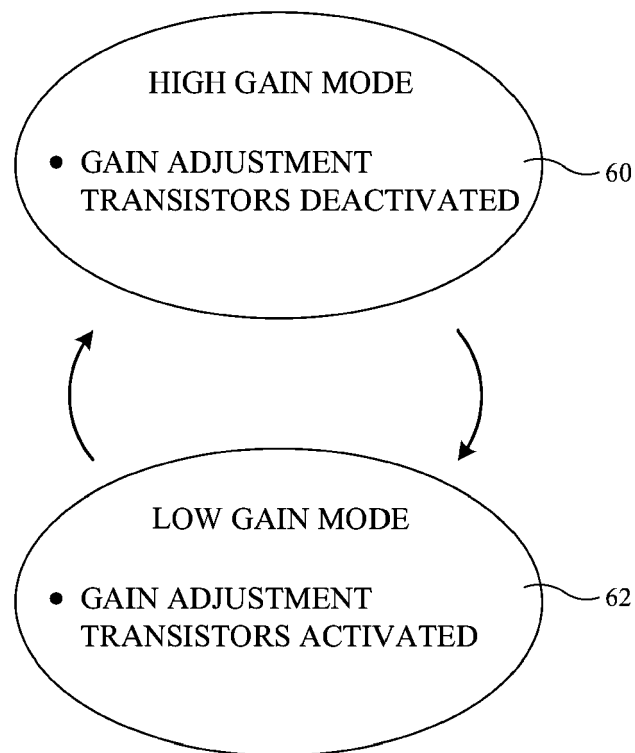 HIGH GAIN MODE
• GAIN ADJUSTMENT
TRANSISTORS DEACTIVATED
60
LOW GAIN MODE
• GAIN ADJUSTMENT
TRANSISTORS ACTIVATED
62